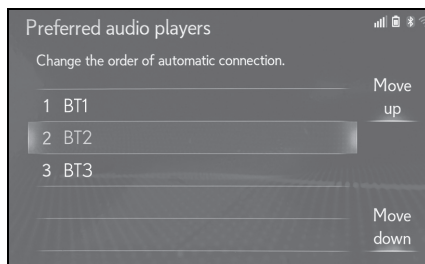 Preferred audio players
Change the order of automatic connection.
1 BT1
2 BT2
3 BT3
Move
up
Move
down